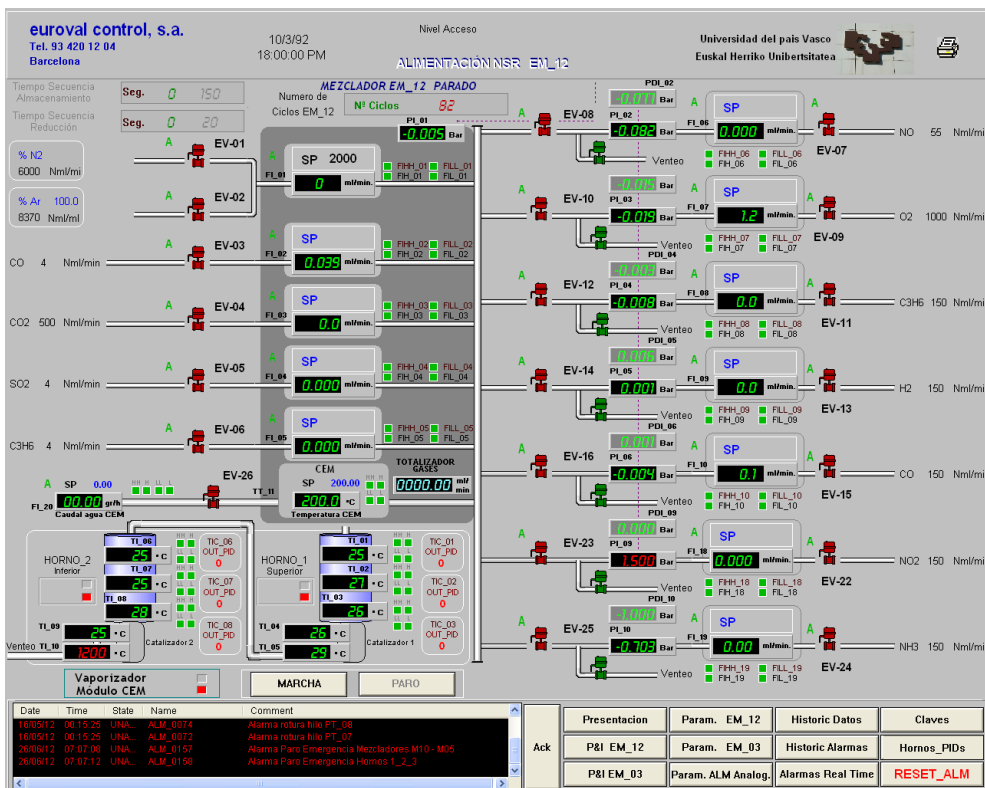 euroval control, s.a.
Tel. 93 420 12 04
Barcelona
10/3/92
18:00:00 PM
Nivel Acceso
ALIMENTACIÓN NSR EM_12
Universidad del pais Vasco
Euskal Herriko Unibertsitatea
Tiempo Secuencia
Almacenamiento
Seg. 0 150
Tiempo Secuencia
Reducción
Seg. 0 20
MEZCLADOR EM_12 PARADO
Numero de
Ciclos EM_12
Nº Ciclos 82
PI_01
-0.005 Bar
% N2
6000 Nml/mi
% Ar 100.0
8370 Nml/ml
A EV-01
A EV-02
A
SP 2000
FI_01
0 ml/min.
FIHH_01 FILL_01
FIH_01 FIL_01
CO 4 Nml/min
A EV-03
SP
FI_02
0.039 ml/min.
FIHH_02 FILL_02
FIH_02 FIL_02
CO2 500 Nml/min
A EV-04
A
SP
FI_03
0.0 ml/min.
FIHH_03 FILL_03
FIH_03 FIL_03
SO2 4 Nml/min
A EV-05
A
SP
FI_04
0.000 ml/min.
FIHH_04 FILL_04
FIH_04 FIL_04
C3H6 4 Nml/min
A EV-06
A
SP
FI_05
0.000 ml/min.
FIHH_05 FILL_05
FIH_05 FIL_05
A SP 0.00
FI_20
00.00 gr/h
Caudal agua CEM
HH H L LL
EV-26
TT_11
CEM
SP 200.00
200.0 °C
Temperatura CEM
HH H
LL L
TOTALIZADOR
GASES
0000.00 ml/
min
PDI_02
-0.011 Bar
A EV-08
PI_02
-0.082 Bar
Venteo
FI_06
A
SP
0.000 ml/min.
FIHH_06 FILL_06
FIH_06 FIL_06
A
EV-07
NO 55 Nml/mi
-0.015 Bar
A EV-10
PI_03
-0.019 Bar
Venteo
FI_07
A
SP
1.2 ml/min.
FIHH_07 FILL_07
FIH_07 FIL_07
A
EV-09
O2 1000 Nml/mi
PDI_04
-0.003 Bar
A EV-12
PI_04
-0.008 Bar
Venteo
FI_08
A
SP
0.0 ml/min.
FIHH_08 FILL_08
FIH_08 FIL_08
A
EV-11
C3H6 150 Nml/mi
PDI_05
0.006 Bar
A EV-14
PI_05
0.001 Bar
Venteo
FI_09
SP
0.0 ml/min.
FIHH_09 FILL_09
FIH_09 FIL_09
A
EV-13
H2 150 Nml/mi
PDI_06
0.001 Bar
A EV-16
PI_06
-0.004 Bar
Venteo
FI_10
A
SP
0.1 ml/min.
FIHH_10 FILL_10
FIH_10 FIL_10
A
EV-15
CO 150 Nml/mi
PDI_09
0.000 Bar
A EV-23
PI_09
1.500 Bar
Venteo
FI_18
A
SP
0.000 ml/min.
FIHH_18 FILL_18
FIH_18 FIL_18
A
EV-22
NO2 150 Nml/mi
PDI_10
Bar
A EV-25
PI_10
-0.703 Bar
Venteo
FI_19
A
SP
0.00 ml/min.
FIHH_19 FILL_19
FIH_19 FIL_19
A
EV-24
NH3 150 Nml/mi
HORNO_2
Inferior
TI_06
25 °C
TI_07
25 °C
TI_08
28 °C
TI_09
25 °C
Venteo TI_10
1200 °C
Catalizador 2
TIC_06
OUT_PID
0
TIC_07
OUT_PID
0
TIC_08
OUT_PID
0
HORNO_1
Superior
TI_01
25 °C
TI_02
27 °C
TI_03
26 °C
TI_04
26 °C
TI_05
29 °C
Catalizador 1
TIC_01
OUT_PID
0
TIC_02
OUT_PID
0
TIC_03
OUT_PID
0
Vaporizador
Módulo CEM
MARCHA
PARO
Date Time State Name Comment
16/05/12 00:15:26 UNA... ALM_0074 Alarma rotura hilo PT_08
16/05/12 00:15:26 UNA... ALM_0072 Alarma rotura hilo PT_07
26/06/12 07:07:08 UNA... ALM_0157 Alarma Paro Emergencia Mezcladores M10 - M05
26/06/12 07:07:12 UNA... ALM_0158 Alarma Paro Emergencia Hornos 1_2_3
Ack
Presentacion Param. EM_12 Historic Datos Claves
P&I EM_12 Param. EM_03 Historic Alarmas Hornos_PIDs
P&I EM_03 Param. ALM Analog. Alarmas Real Time RESET_ALM